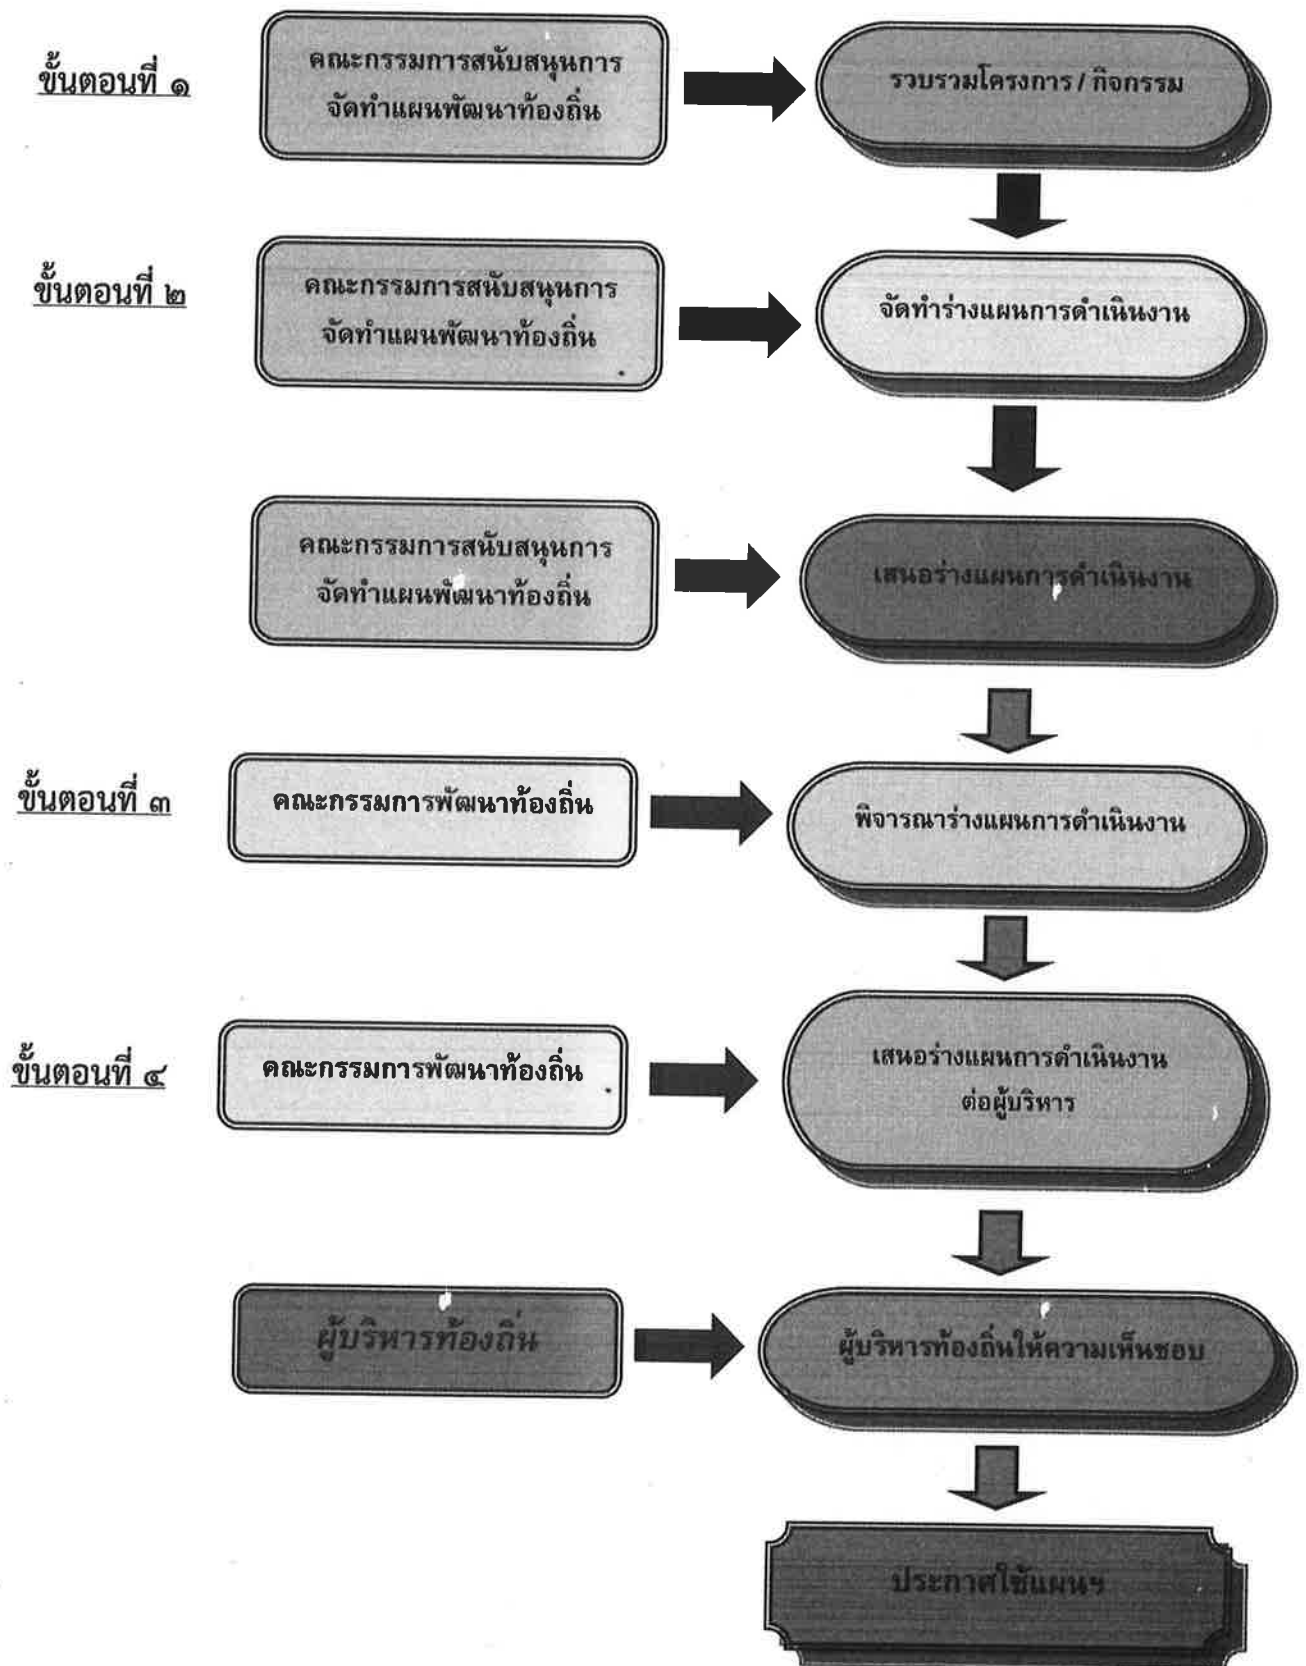 ขั้นตอนที่ ๑
คณะกรรมการสนับสนุนการ
จัดทำแผนพัฒนาท้องถิ่น
รวบรวมโครงการ / กิจกรรม
ขั้นตอนที่ ๒
คณะกรรมการสนับสนุนการ
จัดทำแผนพัฒนาท้องถิ่น
จัดทำร่างแผนการดำเนินงาน
คณะกรรมการสนับสนุนการ
จัดทำแผนพัฒนาท้องถิ่น
เสนอร่างแผนการดำเนินงาน
ขั้นตอนที่ ๓
คณะกรรมการพัฒนาท้องถิ่น
พิจารณาร่างแผนการดำเนินงาน
ขั้นตอนที่ ๔
คณะกรรมการพัฒนาท้องถิ่น
เสนอร่างแผนการดำเนินงาน
ต่อผู้บริหาร
ผู้บริหารท้องถิ่น
ผู้บริหารท้องถิ่นให้ความเห็นชอบ
ประกาศใช้แผนฯ